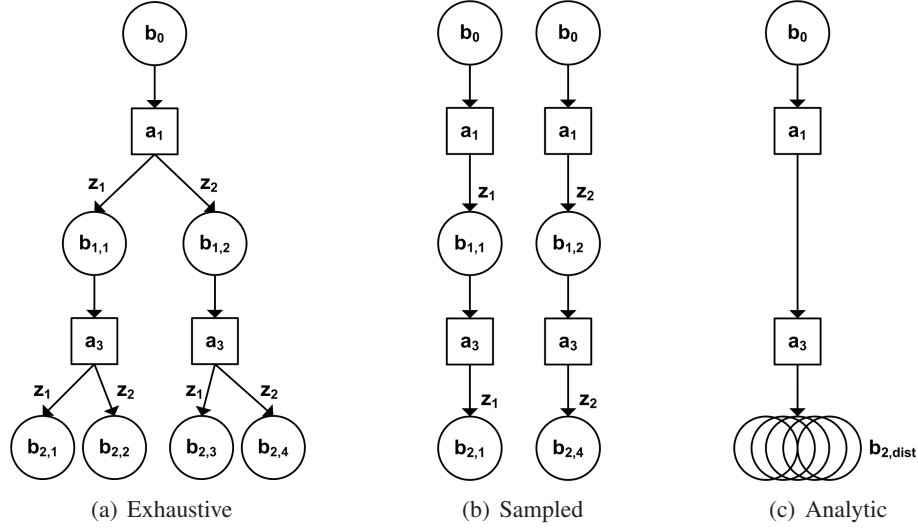 b0 b0 b0 b0
a1 a1 a1 a1
z1 z2 z1 z2
b1,1 b1,2 b1,1 b1,2
a3 a3 a3 a3 a3
z1 z2 z1 z2 z1 z2
b2,1 b2,2 b2,3 b2,4 b2,1 b2,4 b2,dist
(a) Exhaustive (b) Sampled (c) Analytic